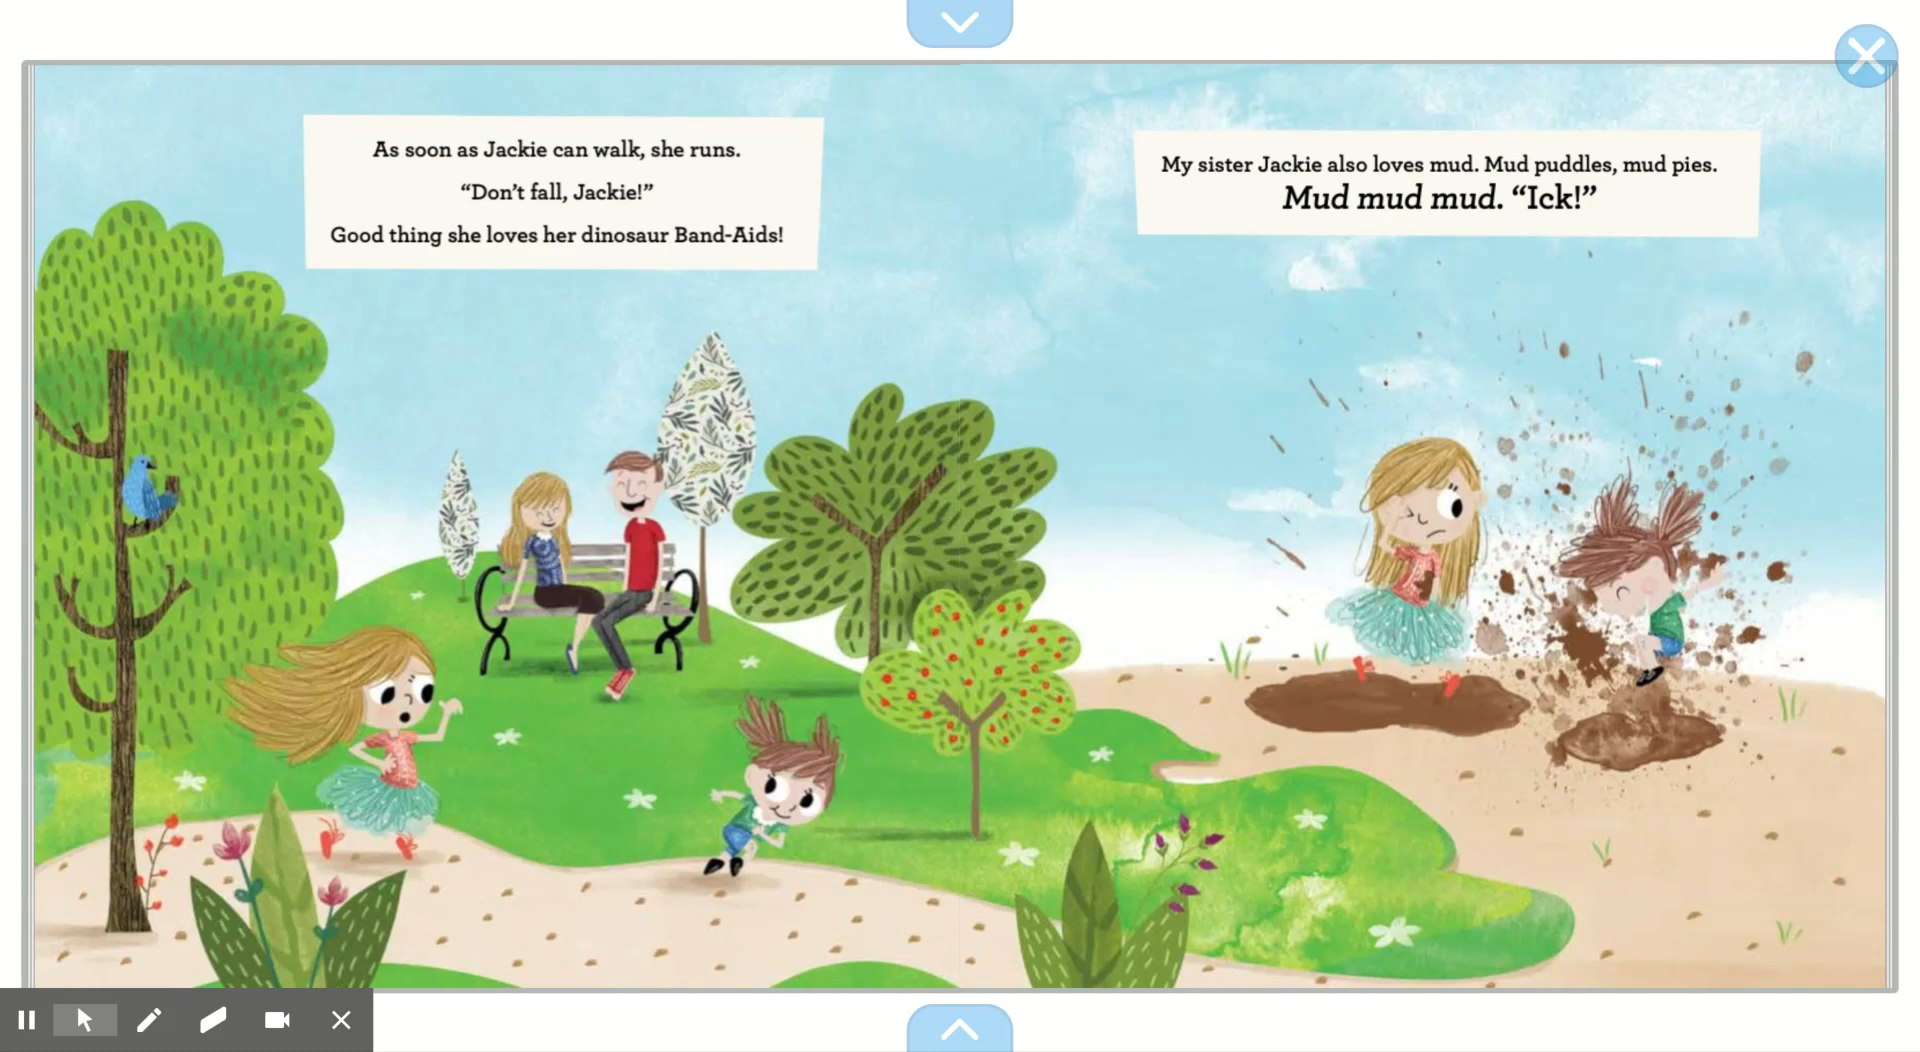 As soon as Jackie can walk, she runs.
“Don’t fall, Jackie!”
Good thing she loves her dinosaur Band-Aids!
My sister Jackie also loves mud. Mud puddles, mud pies.
Mud mud mud. “Ick!”